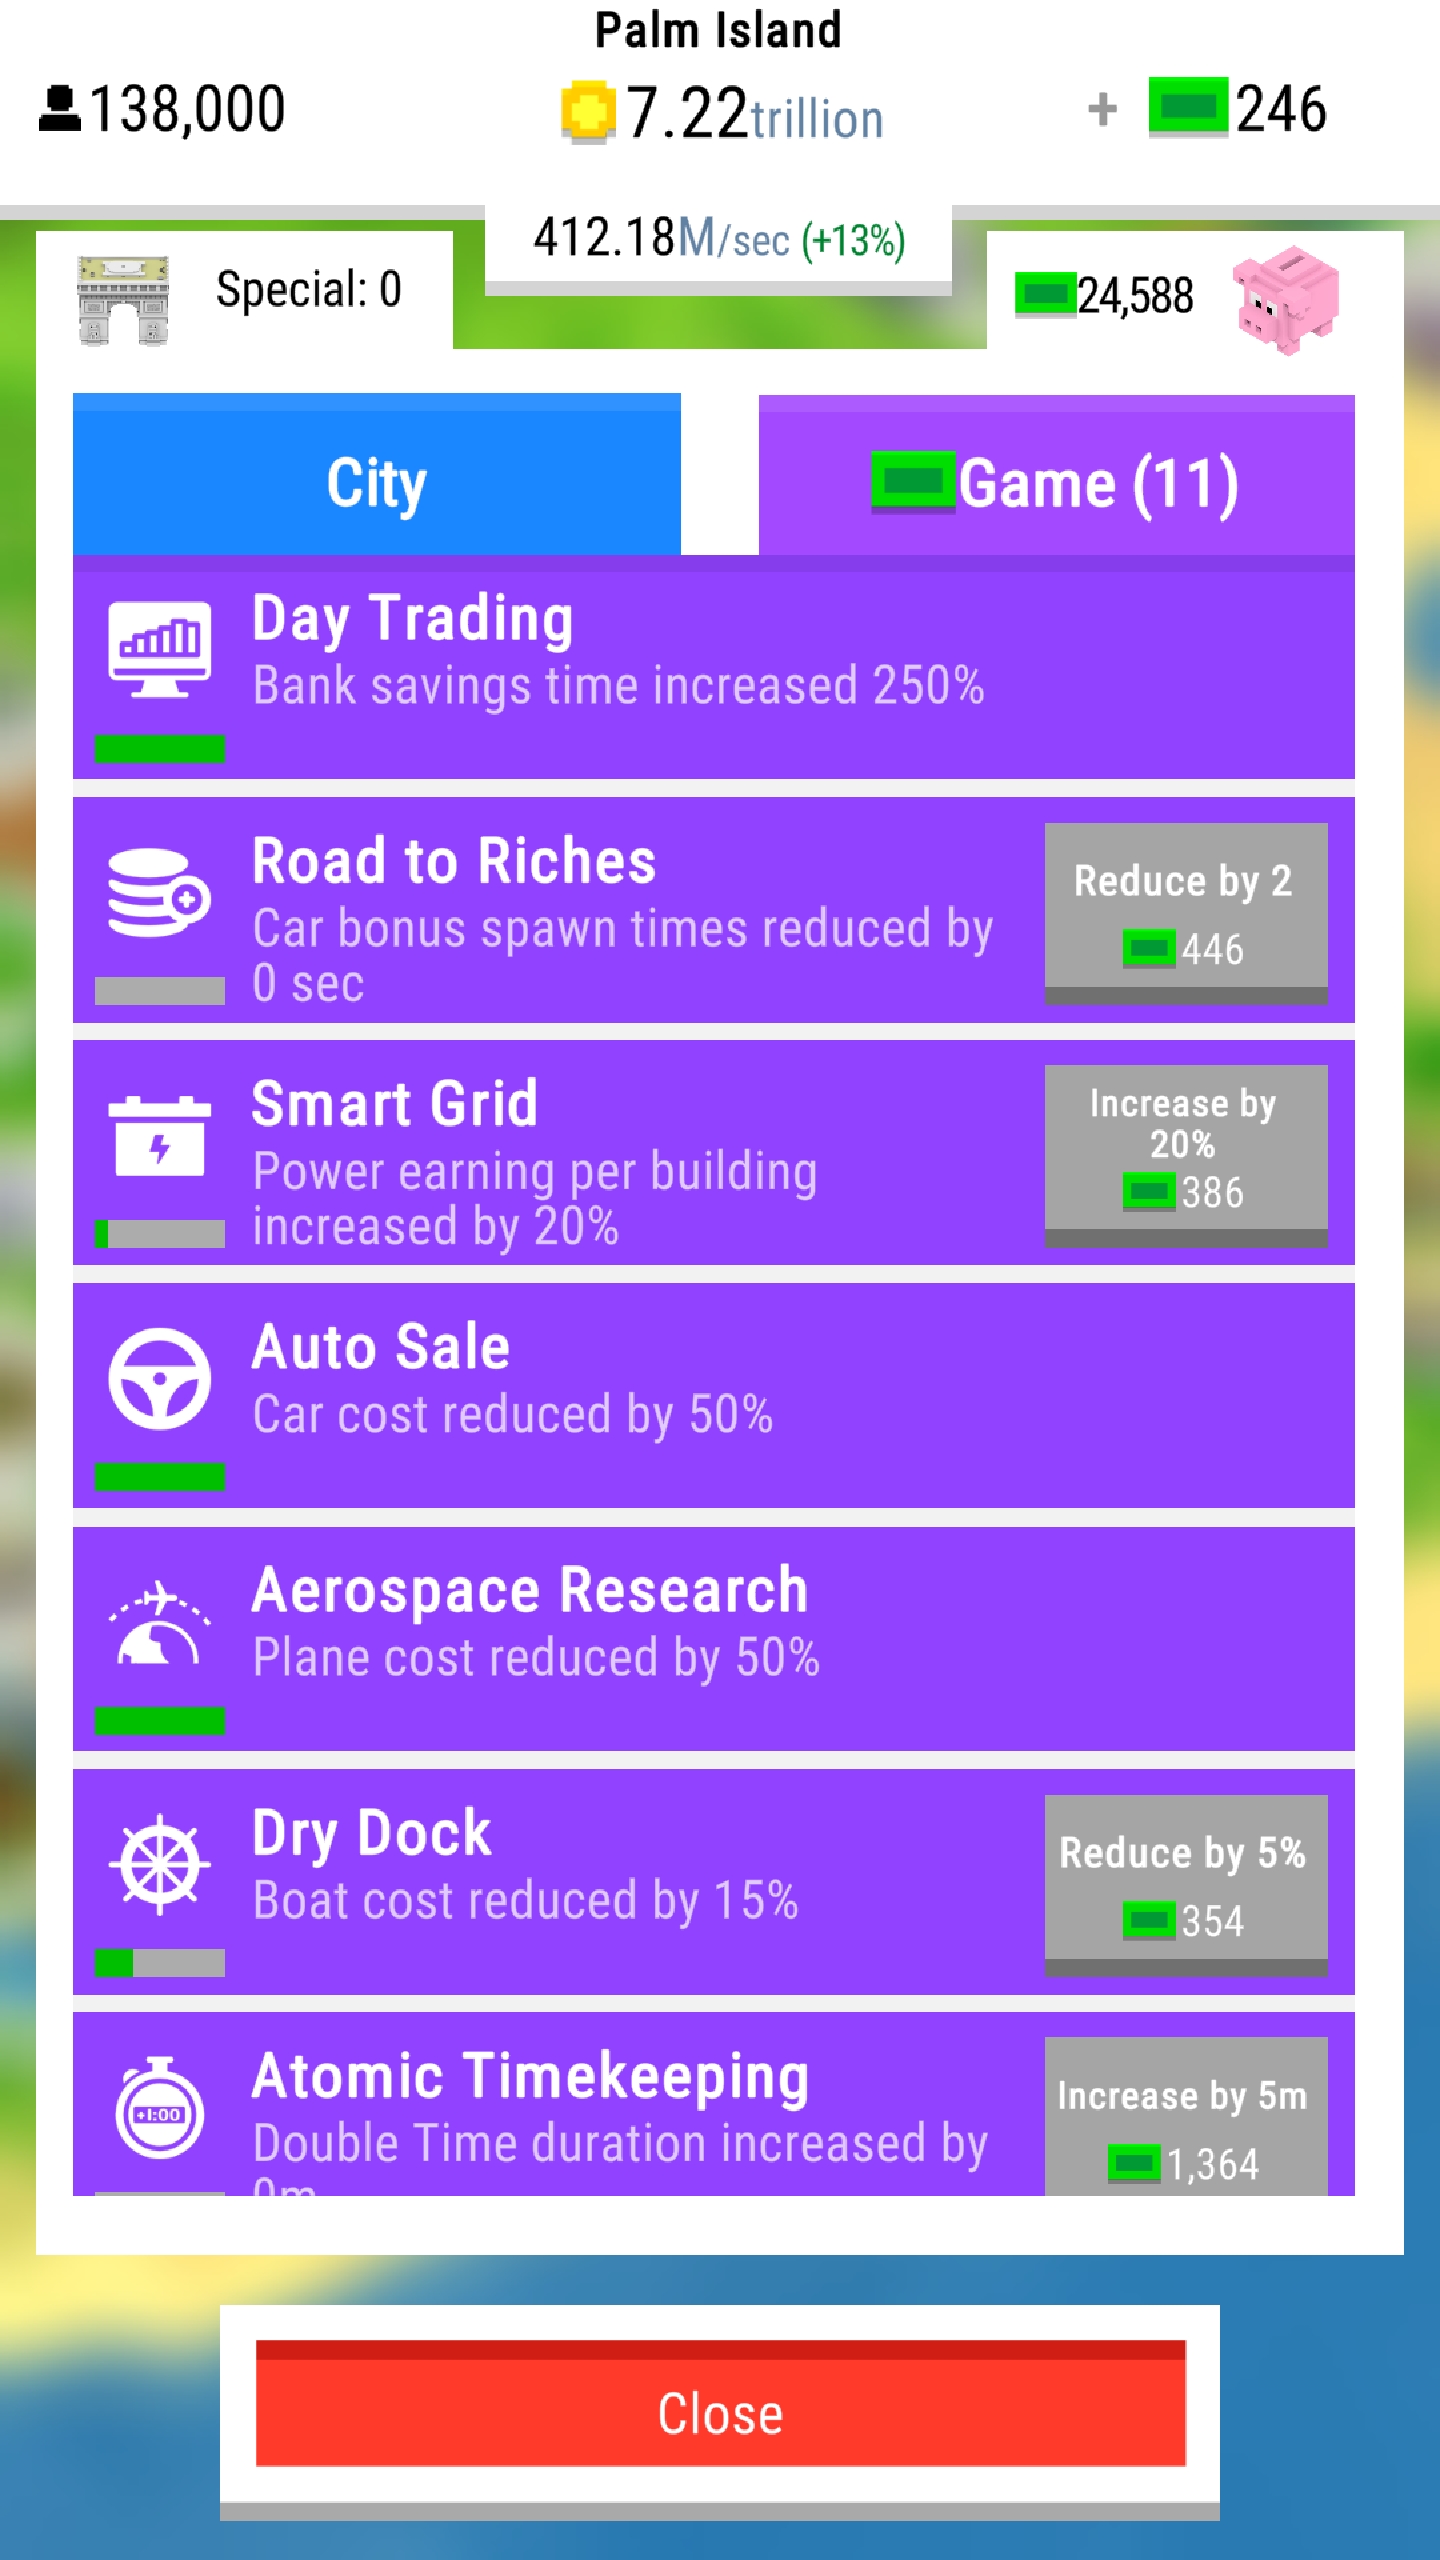 Palm Island
138,000
7.22trillion
+ 246
412.18M/sec (+13%)
Special: 0
24,588
City
Game (11)
Day Trading
Bank savings time increased 250%
Road to Riches
Car bonus spawn times reduced by
0 sec
Reduce by 2
446
Smart Grid
Power earning per building
increased by 20%
Increase by
20%
386
Auto Sale
Car cost reduced by 50%
Aerospace Research
Plane cost reduced by 50%
Dry Dock
Boat cost reduced by 15%
Reduce by 5%
354
+1:00
Atomic Timekeeping
Double Time duration increased by
0m
Increase by 5m
1,364
Close